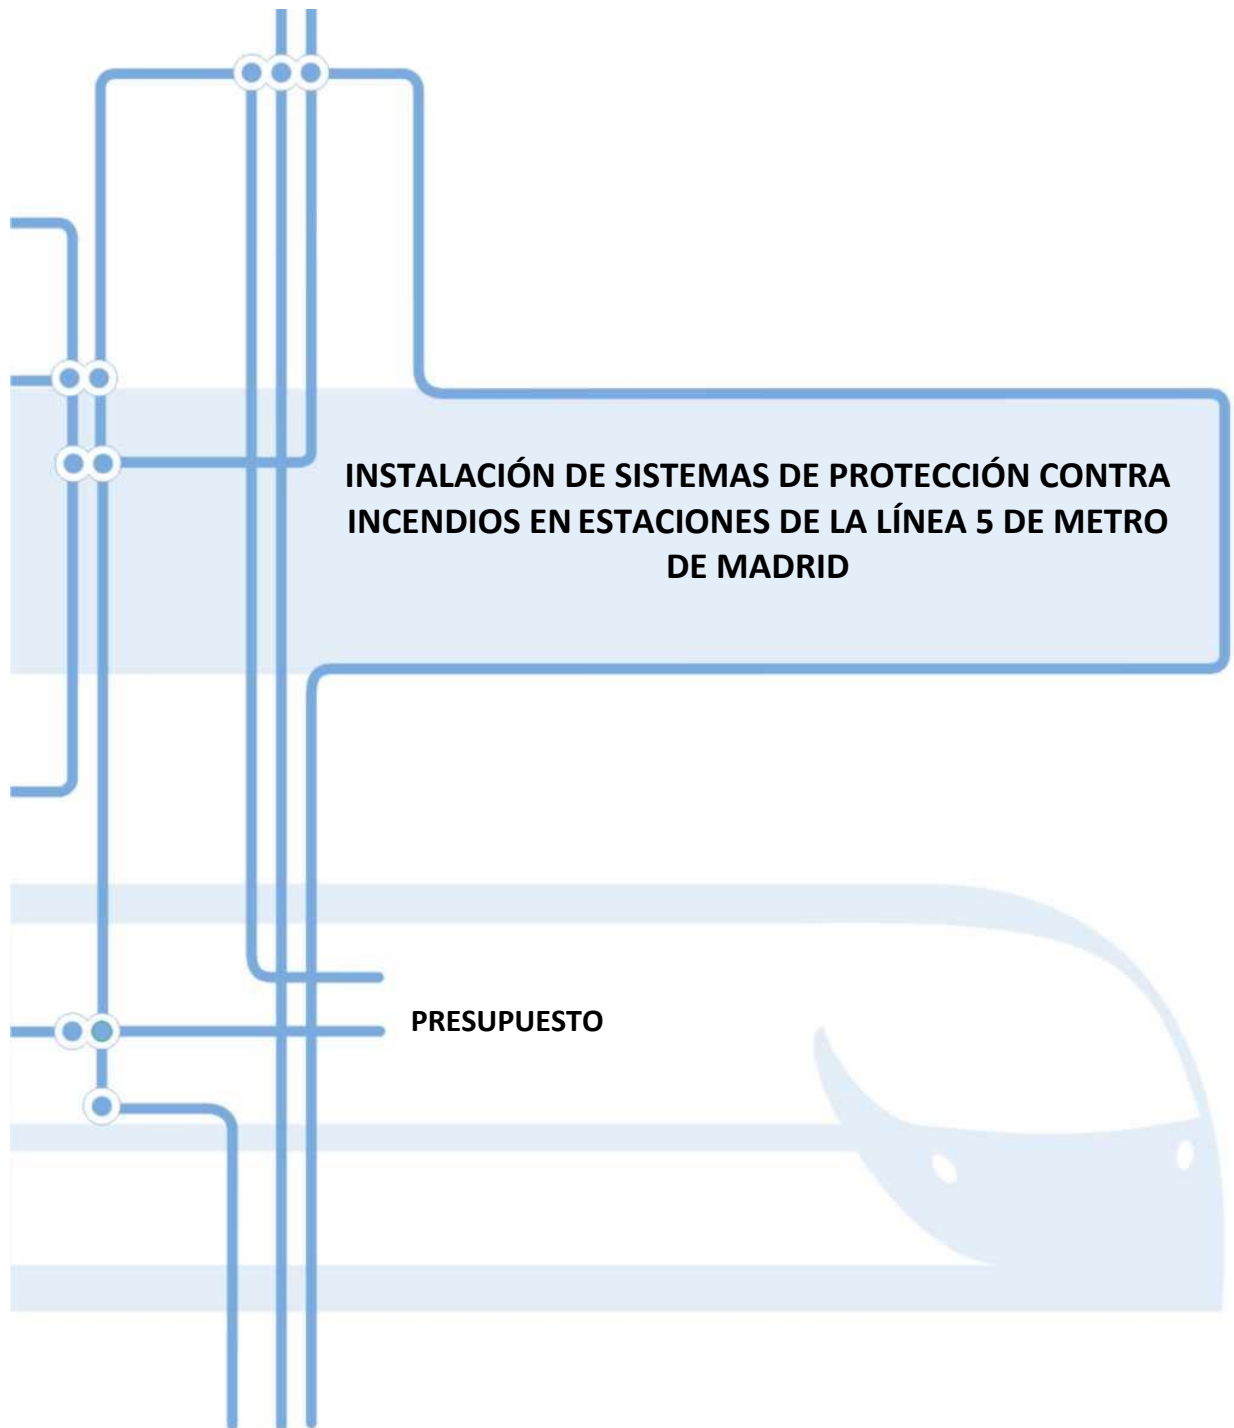 INSTALACIÓN DE SISTEMAS DE PROTECCIÓN CONTRA
INCENDIOS EN ESTACIONES DE LA LÍNEA 5 DE METRO
DE MADRID
PRESUPUESTO